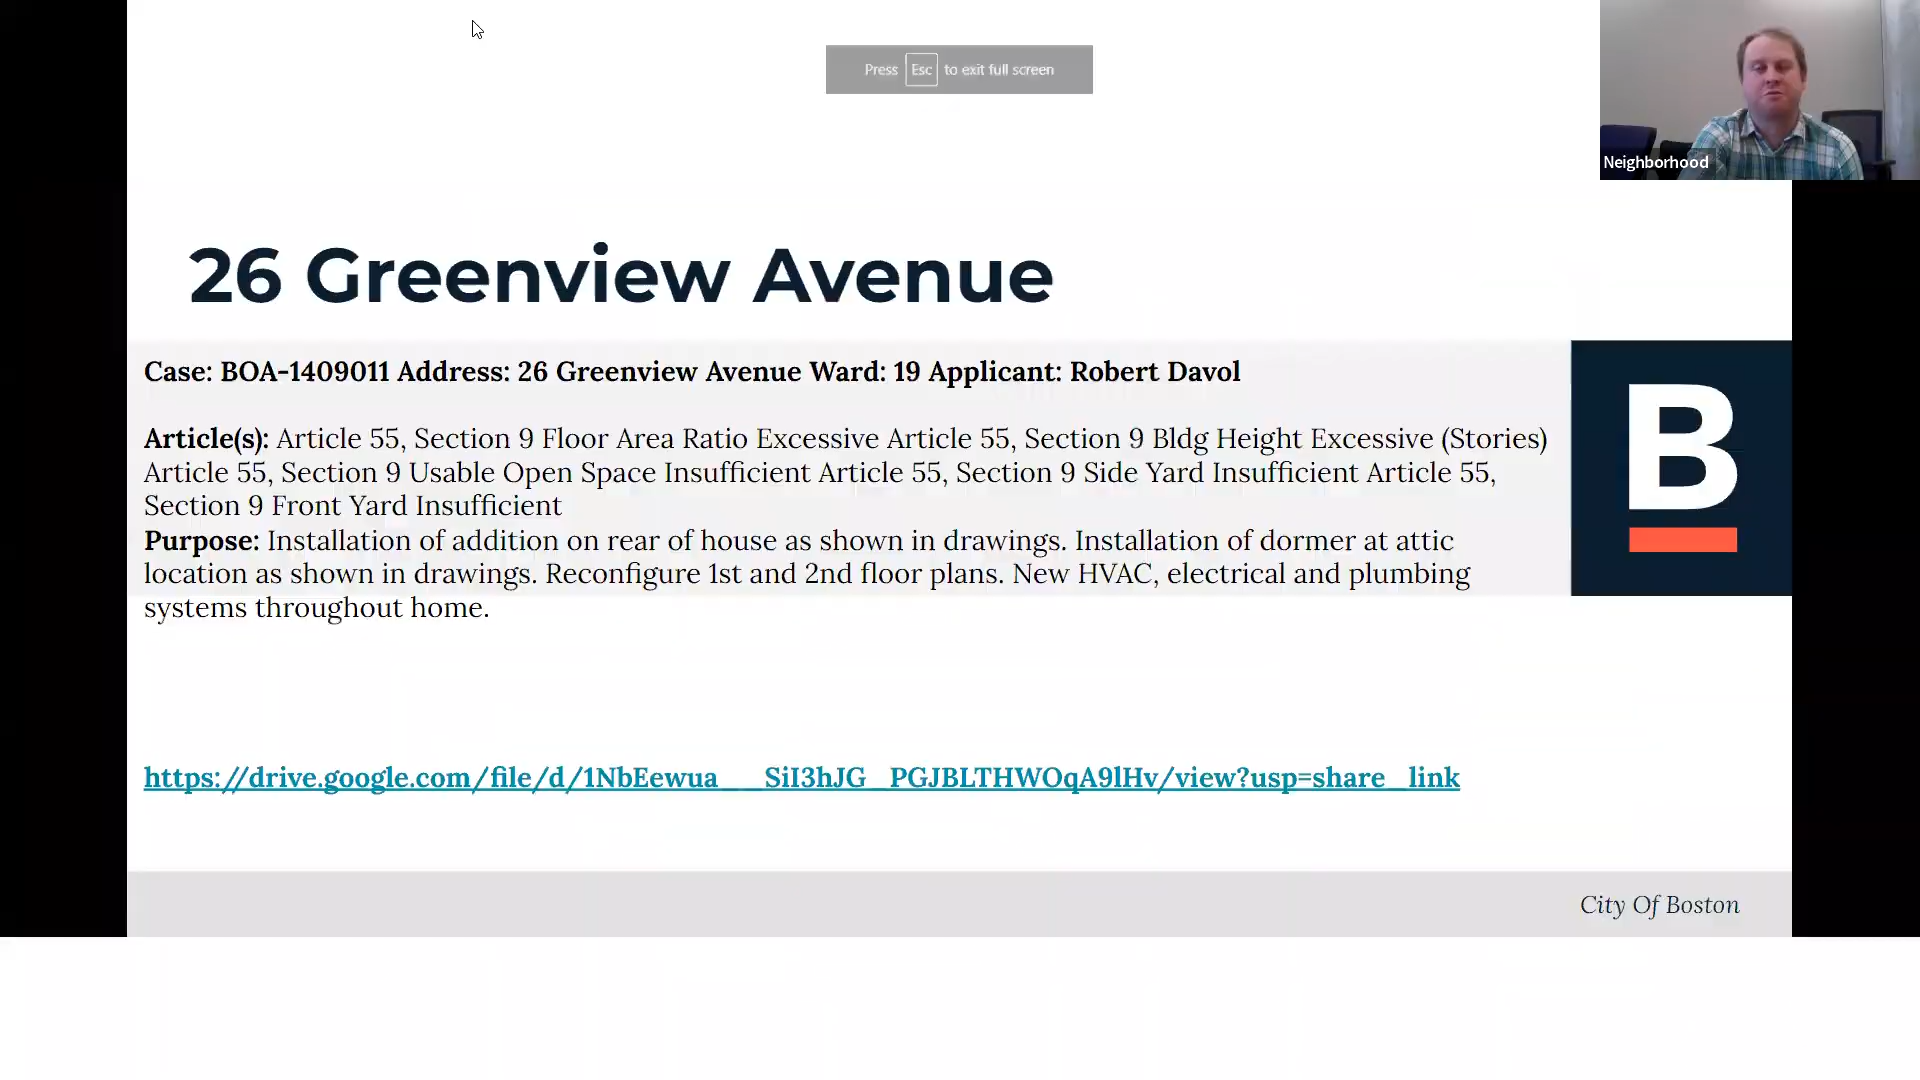 Press Esc to exit full screen
Neighborhood
26 Greenview Avenue
Case: BOA-1409011 Address: 26 Greenview Avenue Ward: 19 Applicant: Robert Davol
Article(s): Article 55, Section 9 Floor Area Ratio Excessive Article 55, Section 9 Bldg Height Excessive (Stories)
Article 55, Section 9 Usable Open Space Insufficient Article 55, Section 9 Side Yard Insufficient Article 55,
Section 9 Front Yard Insufficient
Purpose: Installation of addition on rear of house as shown in drawings. Installation of dormer at attic
location as shown in drawings. Reconfigure 1st and 2nd floor plans. New HVAC, electrical and plumbing
systems throughout home.
B
https://drive.google.com/file/d/1NbEewua__SiI3hJG_PGJBLTHWOqA9lHv/view?usp=share_link
City Of Boston